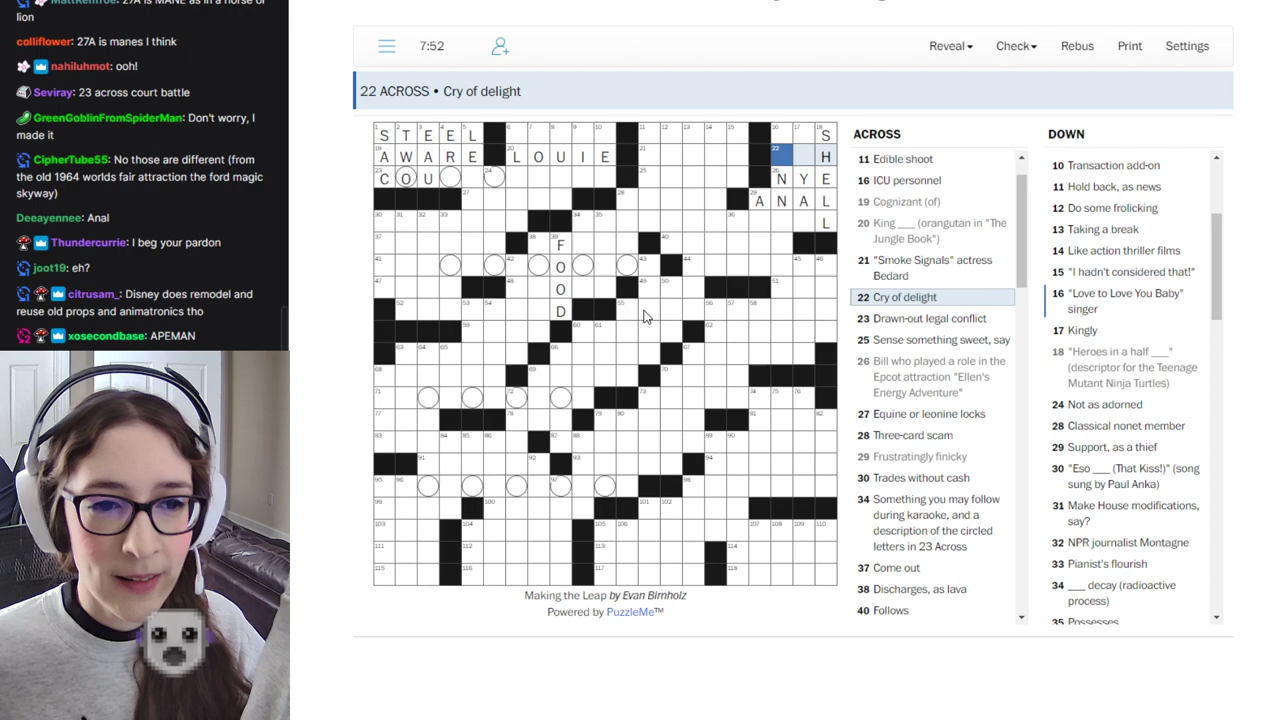 MattRenfroe: 27A is MANE as in a horse or
lion
colliflower: 27A is manes I think
nahiluhmot: ooh!
Seviray: 23 across court battle
GreenGoblinFromSpiderMan: Don't worry, I
made it
CipherTube55: No those are different (from
the old 1964 worlds fair attraction the ford magic
skyway)
Deeayennee: Anal
Thundercurrie: I beg your pardon
joot19: eh?
citrusam_: Disney does remodel and
reuse old props and animatronics tho
xosecondbase: APEMAN
7:52
Reveal
Check
Rebus
Print
Settings
22 ACROSS • Cry of delight
S T E E L S
A W A R E L O U I E H
C O U N Y E
A N A L
L
F
O
O
D
Making the Leap by Evan Birnholz
Powered by PuzzleMe™
ACROSS
11 Edible shoot
16 ICU personnel
19 Cognizant (of)
20 King ___ (orangutan in "The
Jungle Book")
21 "Smoke Signals" actress
Bedard
22 Cry of delight
23 Drawn-out legal conflict
25 Sense something sweet, say
26 Bill who played a role in the
Epcot attraction "Ellen's
Energy Adventure"
27 Equine or leonine locks
28 Three-card scam
29 Frustratingly finicky
30 Trades without cash
34 Something you may follow
during karaoke, and a
description of the circled
letters in 23 Across
37 Come out
38 Discharges, as lava
40 Follows
DOWN
10 Transaction add-on
11 Hold back, as news
12 Do some frolicking
13 Taking a break
14 Like action thriller films
15 "I hadn't considered that!"
16 "Love to Love You Baby"
singer
17 Kingly
18 "Heroes in a half ___"
(descriptor for the Teenage
Mutant Ninja Turtles)
24 Not as adorned
28 Classical nonet member
29 Support, as a thief
30 "Eso ___ (That Kiss!)" (song
sung by Paul Anka)
31 Make House modifications,
say?
32 NPR journalist Montagne
33 Pianist's flourish
34 ___ decay (radioactive
process)
35 Possesses